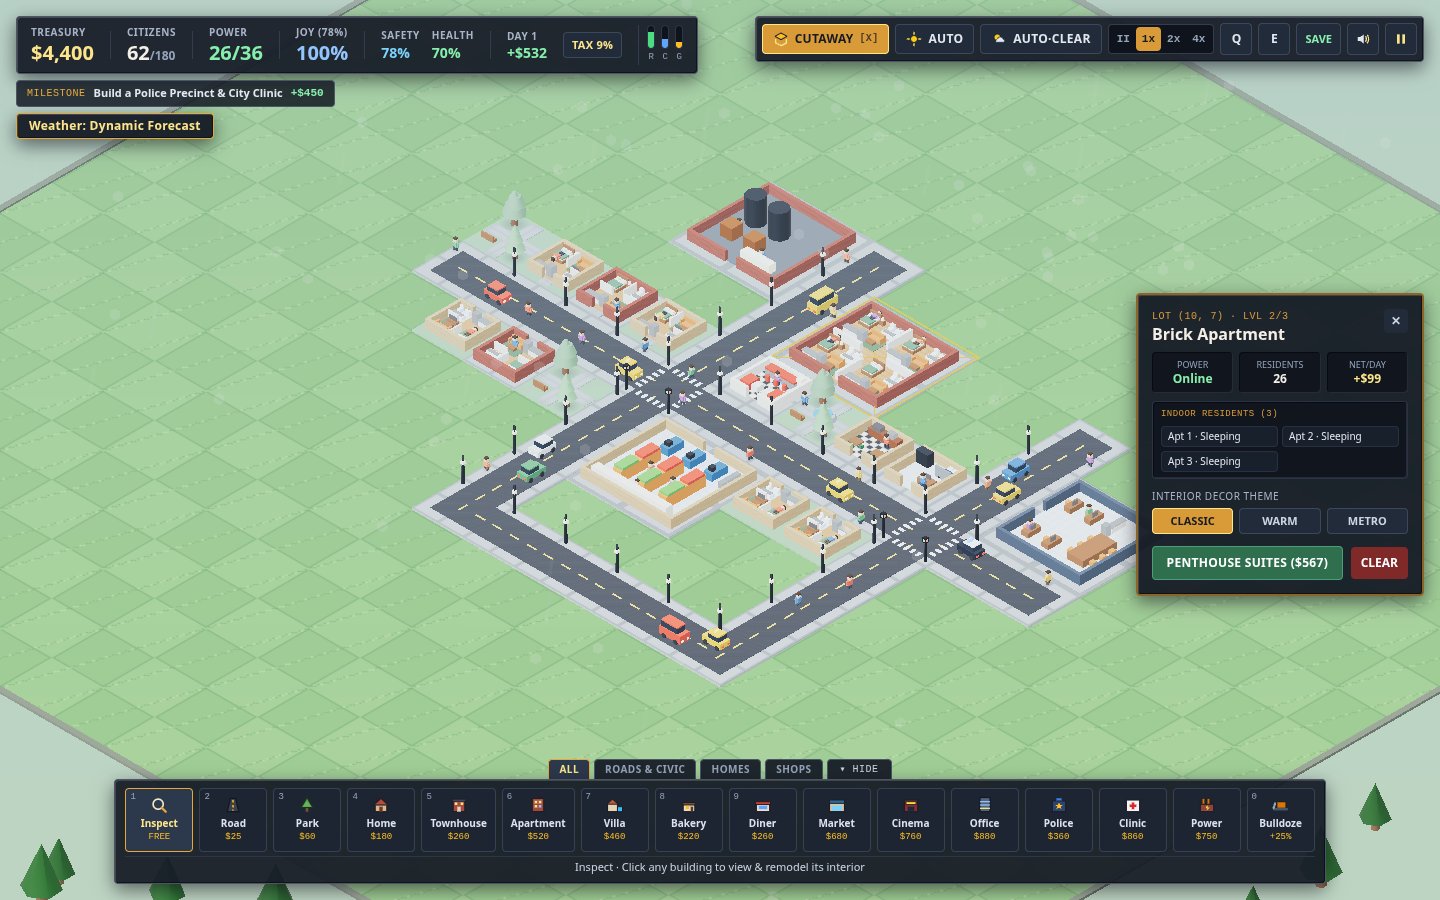 TREASURY CITIZENS POWER JOY (78%) SAFETY HEALTH DAY 1
$4,400 62/180 26/36 100% 78% 70% +$532 TAX 9%
R C G
CUTAWAY [X] AUTO AUTO·CLEAR II 1x 2x 4x Q E SAVE
MILESTONE Build a Police Precinct & City Clinic +$450
Weather: Dynamic Forecast
LOT (10, 7) · LVL 2/3
Brick Apartment
×
POWER RESIDENTS NET/DAY
Online 26 +$99
INDOOR RESIDENTS (3)
Apt 1 · Sleeping Apt 2 · Sleeping
Apt 3 · Sleeping
INTERIOR DECOR THEME
CLASSIC WARM METRO
PENTHOUSE SUITES ($567) CLEAR
ALL ROADS & CIVIC HOMES SHOPS ▾ HIDE
1 2 3 4 5 6 7 8 9 0
Inspect Road Park Home Townhouse Apartment Villa Bakery Diner Market Cinema Office Police Clinic Power Bulldoze
FREE $25 $60 $180 $260 $520 $460 $220 $260 $680 $760 $880 $360 $860 $750 +25%
Inspect · Click any building to view & remodel its interior